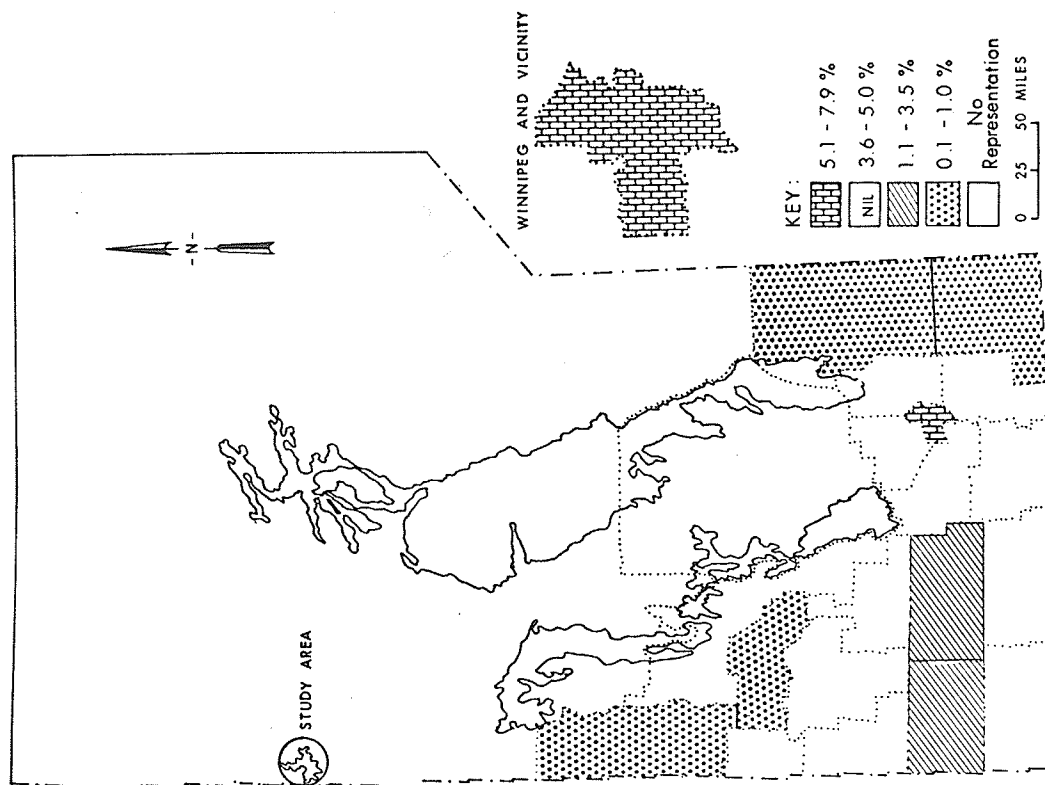 - N -
STUDY AREA
WINNIPEG AND VICINITY
KEY:
5.1 - 7.9 %
NIL 3.6 - 5.0 %
1.1 - 3.5 %
0.1 - 1.0 %
No
Representation
0 25 50 MILES